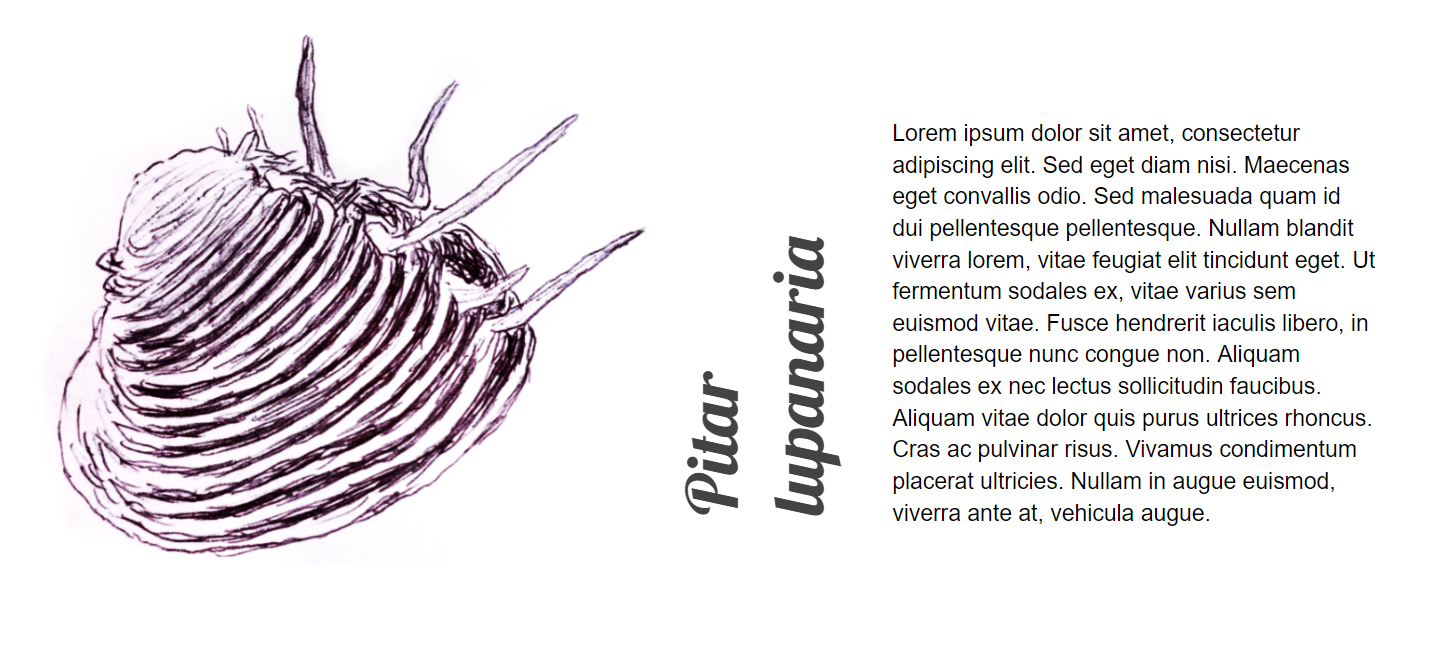 Pitar
lupanaria
Lorem ipsum dolor sit amet, consectetur
adipiscing elit. Sed eget diam nisi. Maecenas
eget convallis odio. Sed malesuada quam id
dui pellentesque pellentesque. Nullam blandit
viverra lorem, vitae feugiat elit tincidunt eget. Ut
fermentum sodales ex, vitae varius sem
euismod vitae. Fusce hendrerit iaculis libero, in
pellentesque nunc congue non. Aliquam
sodales ex nec lectus sollicitudin faucibus.
Aliquam vitae dolor quis purus ultrices rhoncus.
Cras ac pulvinar risus. Vivamus condimentum
placerat ultricies. Nullam in augue euismod,
viverra ante at, vehicula augue.